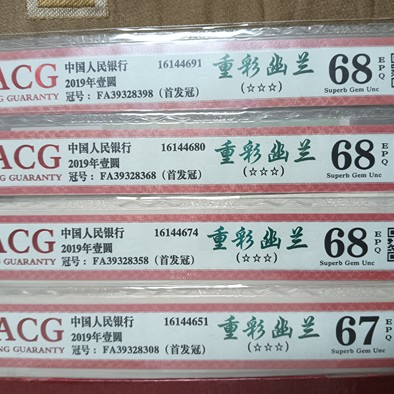 ACG
NG GUARANTY
中国人民银行
2019年壹圆
16144691
冠号： FA39328398 （首发冠）
重彩幽兰
（☆☆☆）
68
EPQ
Superb Gem Unc
ACG
NG GUARANTY
中国人民银行
2019年壹圆
16144680
冠号： FA39328368 （首发冠）
重彩幽兰
（☆☆☆）
68
EPQ
Superb Gem Unc
ACG
NG GUARANTY
中国人民银行
2019年壹圆
16144674
冠号： FA39328358 （首发冠）
重彩幽兰
（☆☆☆）
68
EPQ
Superb Gem Unc
ACG
NG GUARANTY
中国人民银行
2019年壹圆
16144651
冠号： FA39328308 （首发冠）
重彩幽兰
（☆☆☆）
67
EPQ
Superb Gem Unc